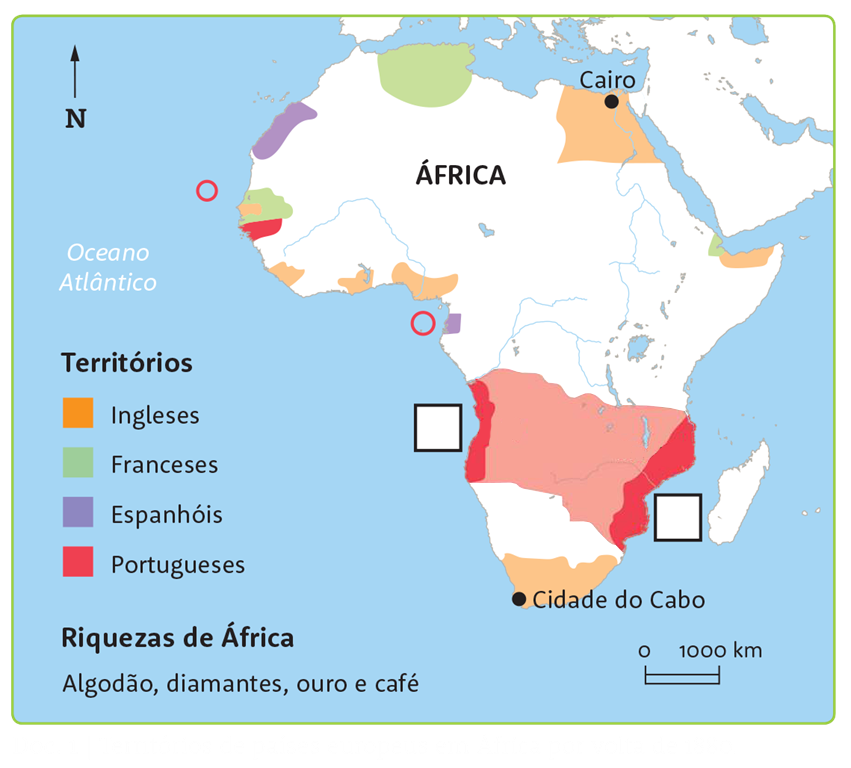 Cairo
N
ÁFRICA
Oceano
Atlântico
Territórios
Ingleses
Franceses
Espanhóis
Portugueses
Cidade do Cabo
Riquezas de África
0 1000 km
Algodão, diamantes, ouro e café